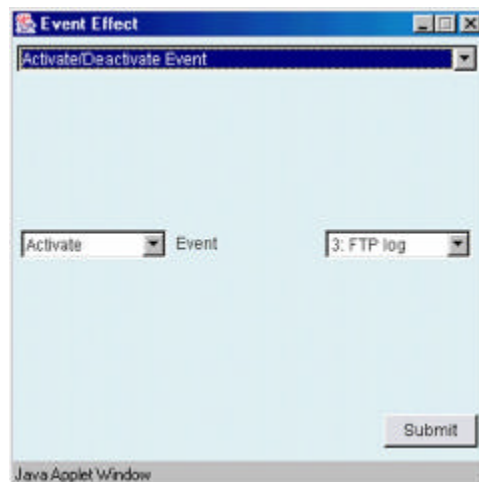 Event Effect
Activate/Deactivate Event
Activate Event 3: FTP log
Submit
Java Applet Window